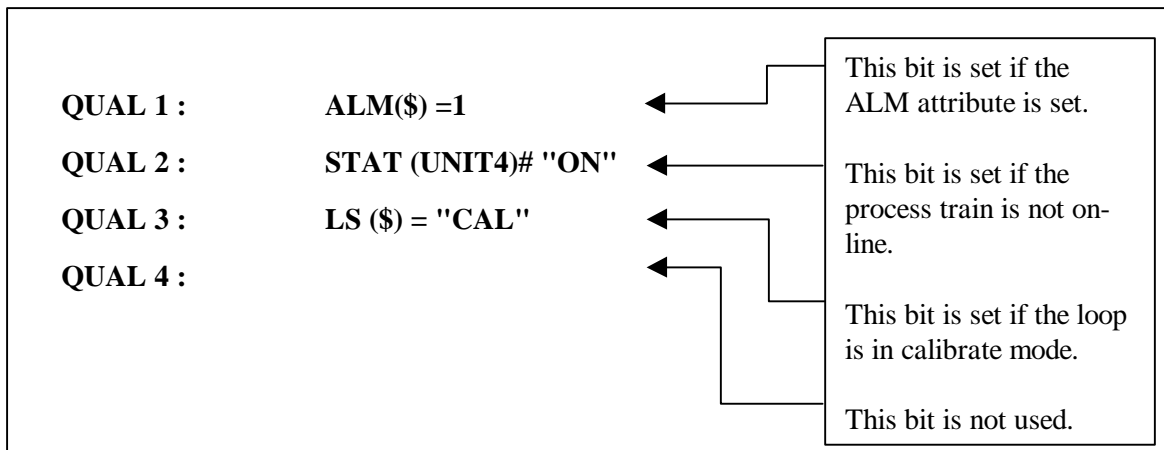 QUAL 1 : ALM($) =1
QUAL 2 : STAT (UNIT4)# "ON"
QUAL 3 : LS ($) = "CAL"
QUAL 4 :
This bit is set if the
ALM attribute is set.
This bit is set if the
process train is not on-
line.
This bit is set if the loop
is in calibrate mode.
This bit is not used.